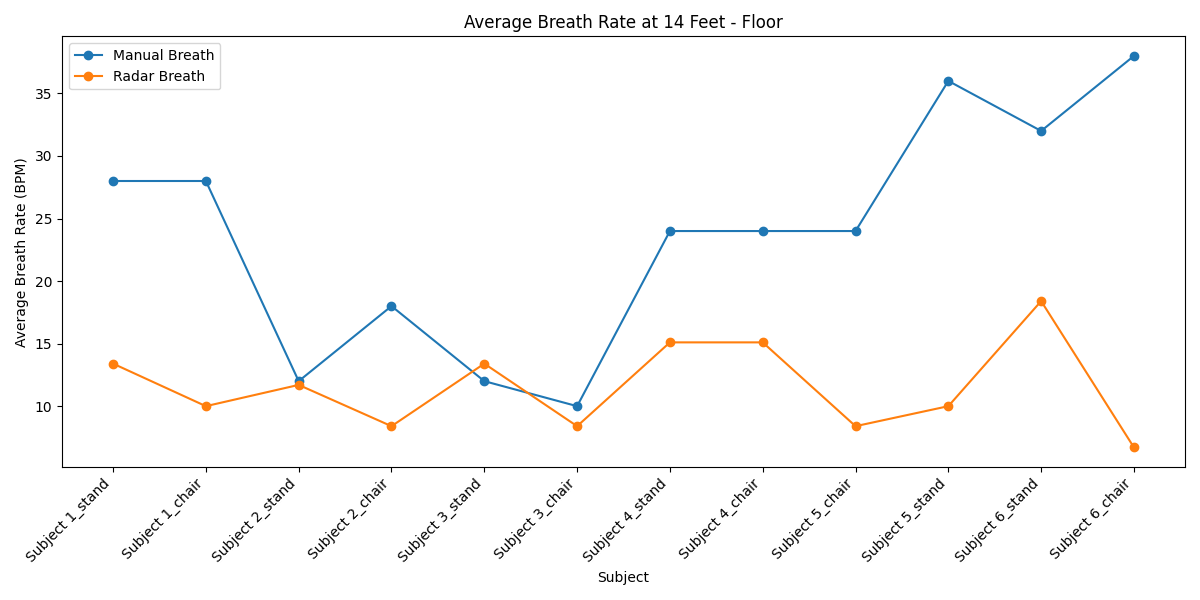 Average Breath Rate at 14 Feet - Floor
Manual Breath
Radar Breath
Average Breath Rate (BPM)
35
30
25
20
15
10
Subject 1_stand
Subject 1_chair
Subject 2_stand
Subject 2_chair
Subject 3_stand
Subject 3_chair
Subject 4_stand
Subject 4_chair
Subject 5_chair
Subject 5_stand
Subject 6_stand
Subject 6_chair
Subject